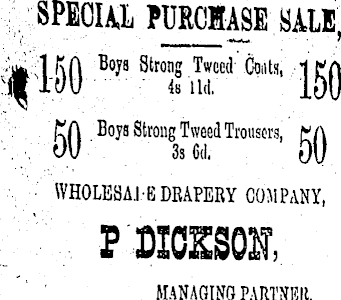 SPECIAL PURCHASE SALE,
150 Boys Strong Tweed Coats, 150
4s 11d.
50 Boys Strong Tweed Trousers, 50
3s 6d.
WHOLESALE DRAPERY COMPANY,
P DICKSON,
MANAGING PARTNER.